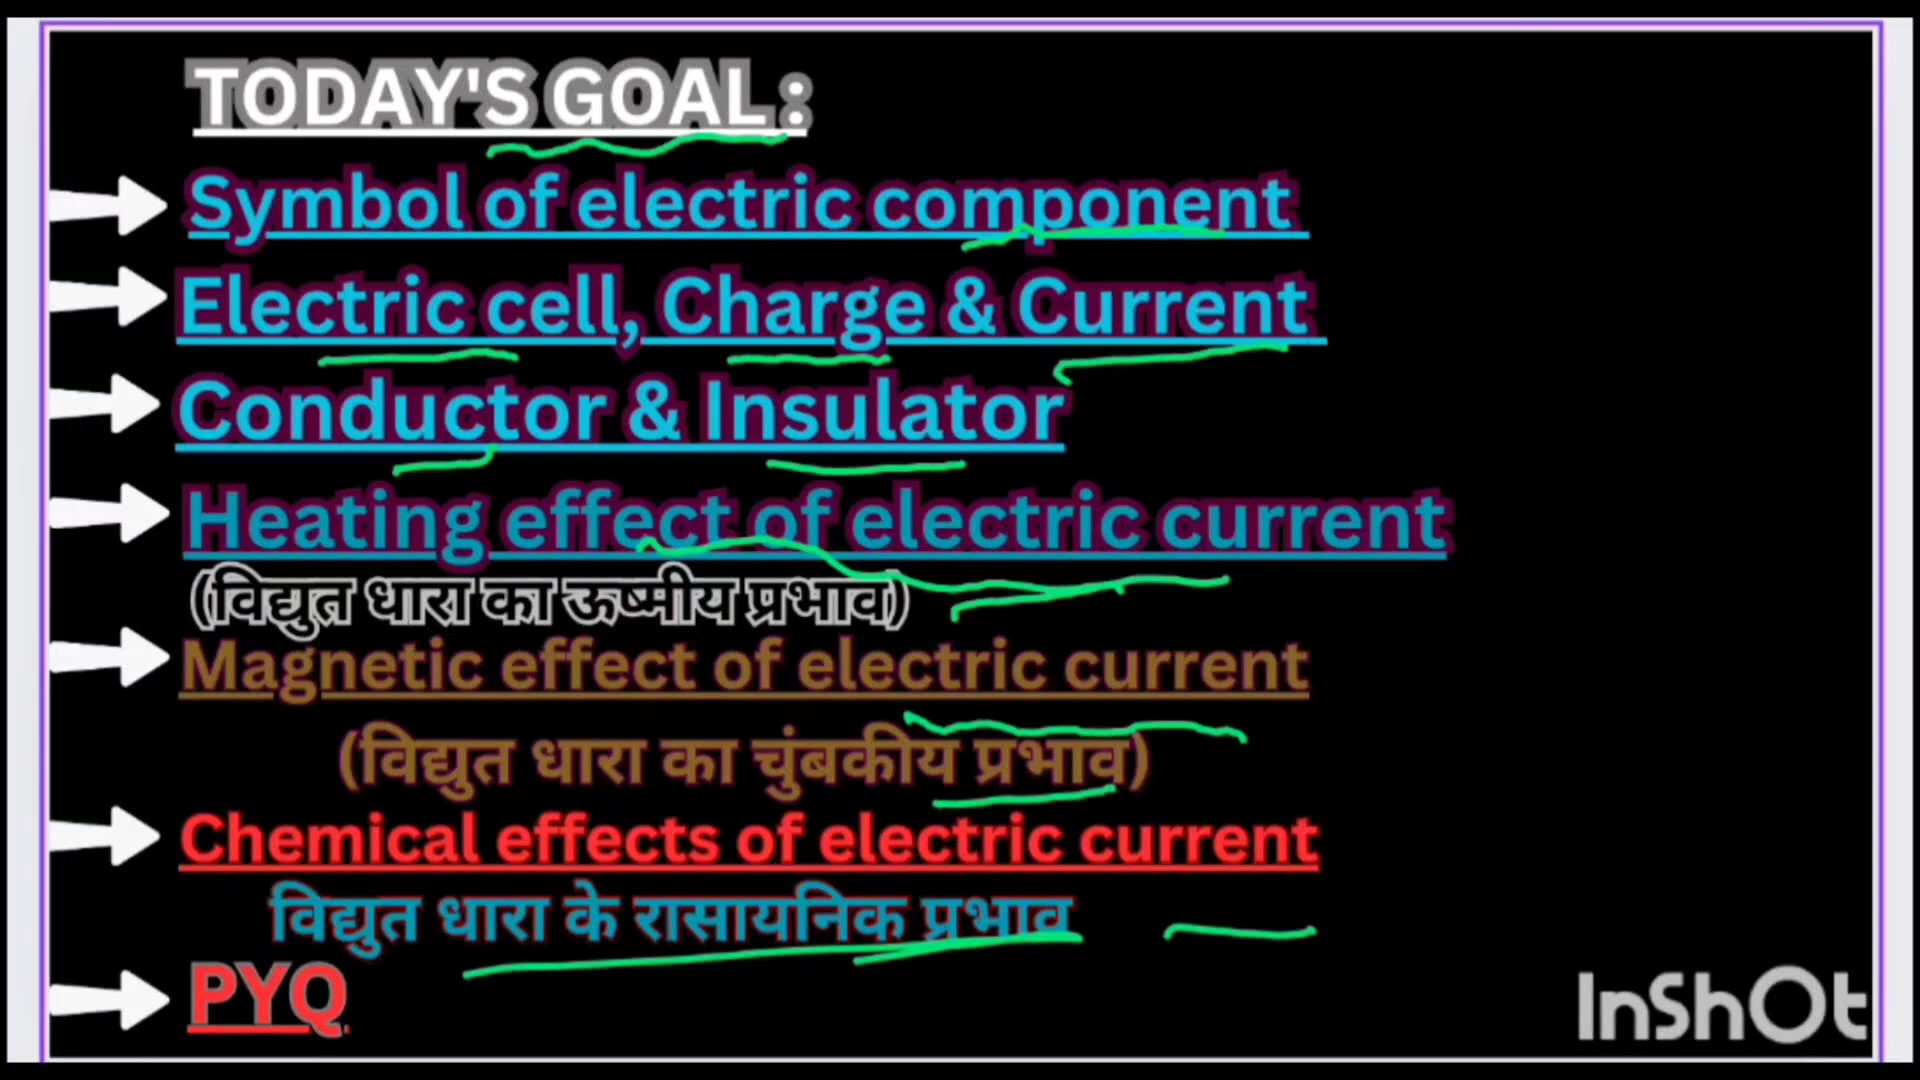 TODAY'S GOAL :
Symbol of electric component
Electric cell, Charge & Current
Conductor & Insulator
Heating effect of electric current
(विद्युत धारा का ऊष्मीय प्रभाव)
Magnetic effect of electric current
(विद्युत धारा का चुंबकीय प्रभाव)
Chemical effects of electric current
विद्युत धारा के रासायनिक प्रभाव
PYQ
InShOt